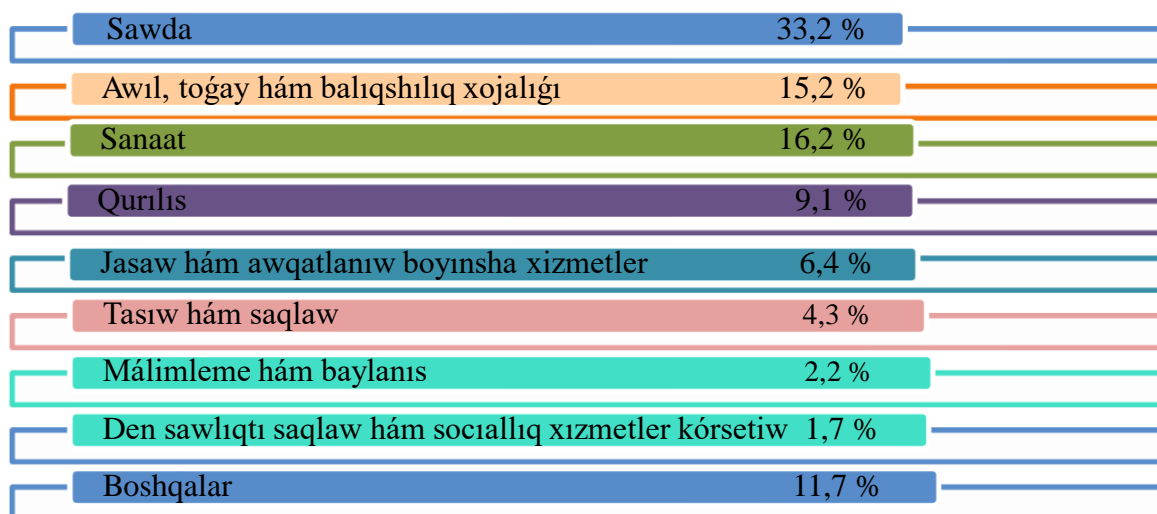 Sawda 33,2 %
Awıl, toǵay hám balıqshılıq xojalıǵı 15,2 %
Sanaat 16,2 %
Qurılıs 9,1 %
Jasaw hám awqatlanıw boyınsha xizmetler 6,4 %
Tasıw hám saqlaw 4,3 %
Málimleme hám baylanıs 2,2 %
Den sawlıqtı saqlaw hám socıallıq xızmetler kórsetiw 1,7 %
Boshqalar 11,7 %